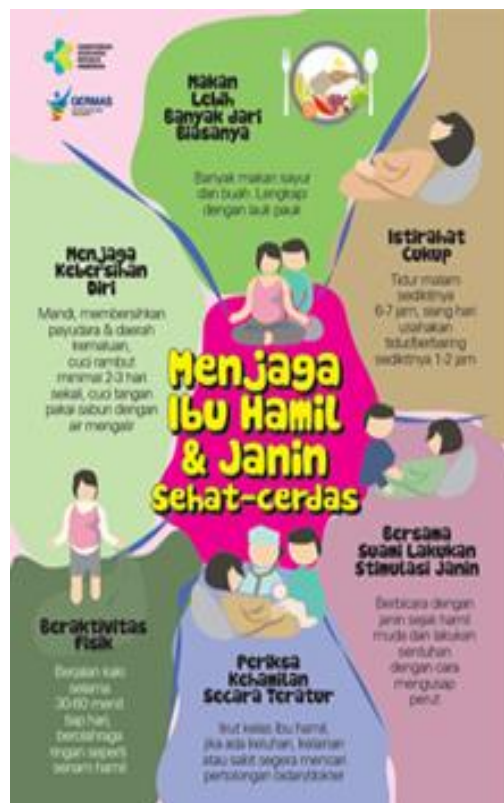 KEMENTERIAN
KESEHATAN
REPUBLIK
INDONESIA
GERMAS
Makan
Lebih
Banyak dari
Biasanya
Banyak makan sayur
dan buah. Lengkapi
dengan lauk pauk
Istirahat
Cukup
Tidur malam
sedikitnya
6-7 jam, siang hari
usahakan
tidur/berbaring
sedikitnya 1-2 jam
Menjaga
Kebersihan
Diri
Mandi, membersihkan
payudara & daerah
kemaluan,
cuci rambut
minimal 2-3 hari
sekali, cuci tangan
pakai sabun dengan
air mengalir
Menjaga
Ibu Hamil
& Janin
Sehat-cerdas
Bersama
Suami Lakukan
Stimulasi Janin
Berbicara dengan
janin sejak hamil
muda dan lakukan
sentuhan
dengan cara
mengusap
perut
Beraktivitas
Fisik
Berjalan kaki
selama
30-60 menit
tiap hari,
berolahraga
ringan seperti
senam hamil
Periksa
Kehamilan
Secara Teratur
Ikut kelas Ibu hamil,
jika ada keluhan, kelainan
atau sakit segera mencari
pertolongan bidan/dokter